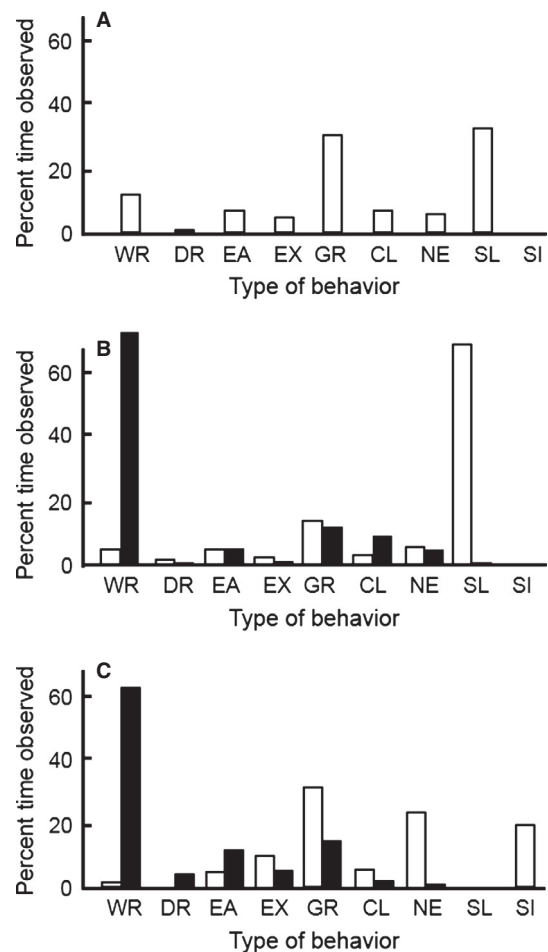 A
Percent time observed
60
40
20
0
WR DR EA EX GR CL NE SL SI
Type of behavior
B
Percent time observed
60
40
20
0
WR DR EA EX GR CL NE SL SI
Type of behavior
C
Percent time observed
60
40
20
0
WR DR EA EX GR CL NE SL SI
Type of behavior